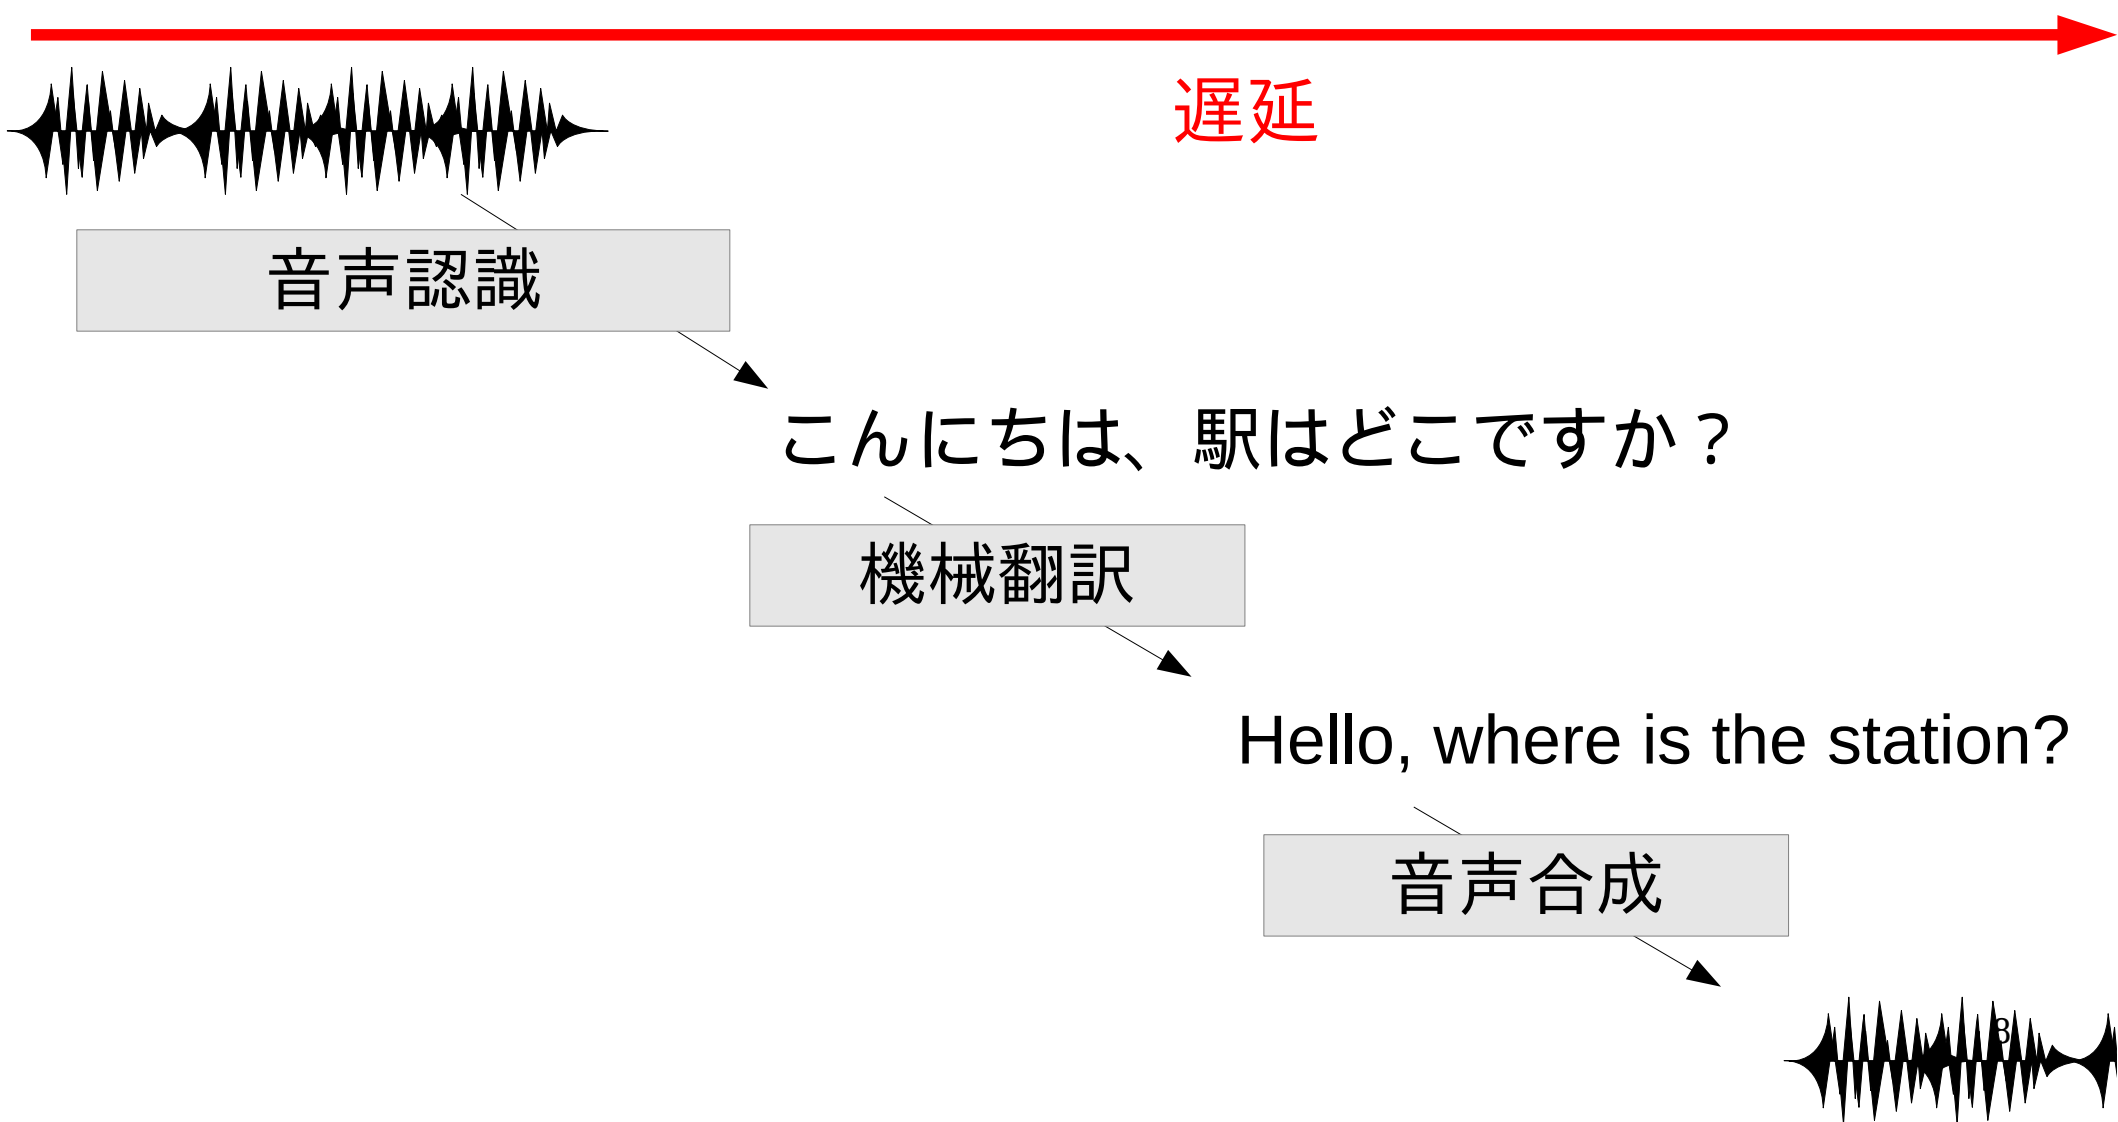 遅延
音声認識
こんにちは、駅はどこですか？
機械翻訳
Hello, where is the station?
音声合成
8